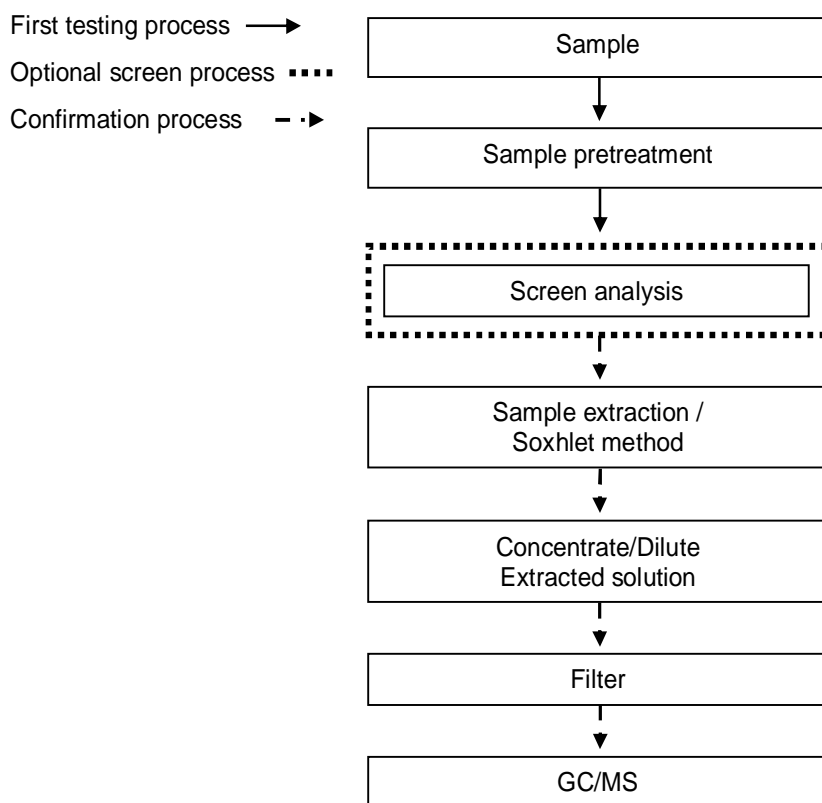 First testing process
Optional screen process
Confirmation process
Sample
Sample pretreatment
Screen analysis
Sample extraction /
Soxhlet method
Concentrate/Dilute
Extracted solution
Filter
GC/MS